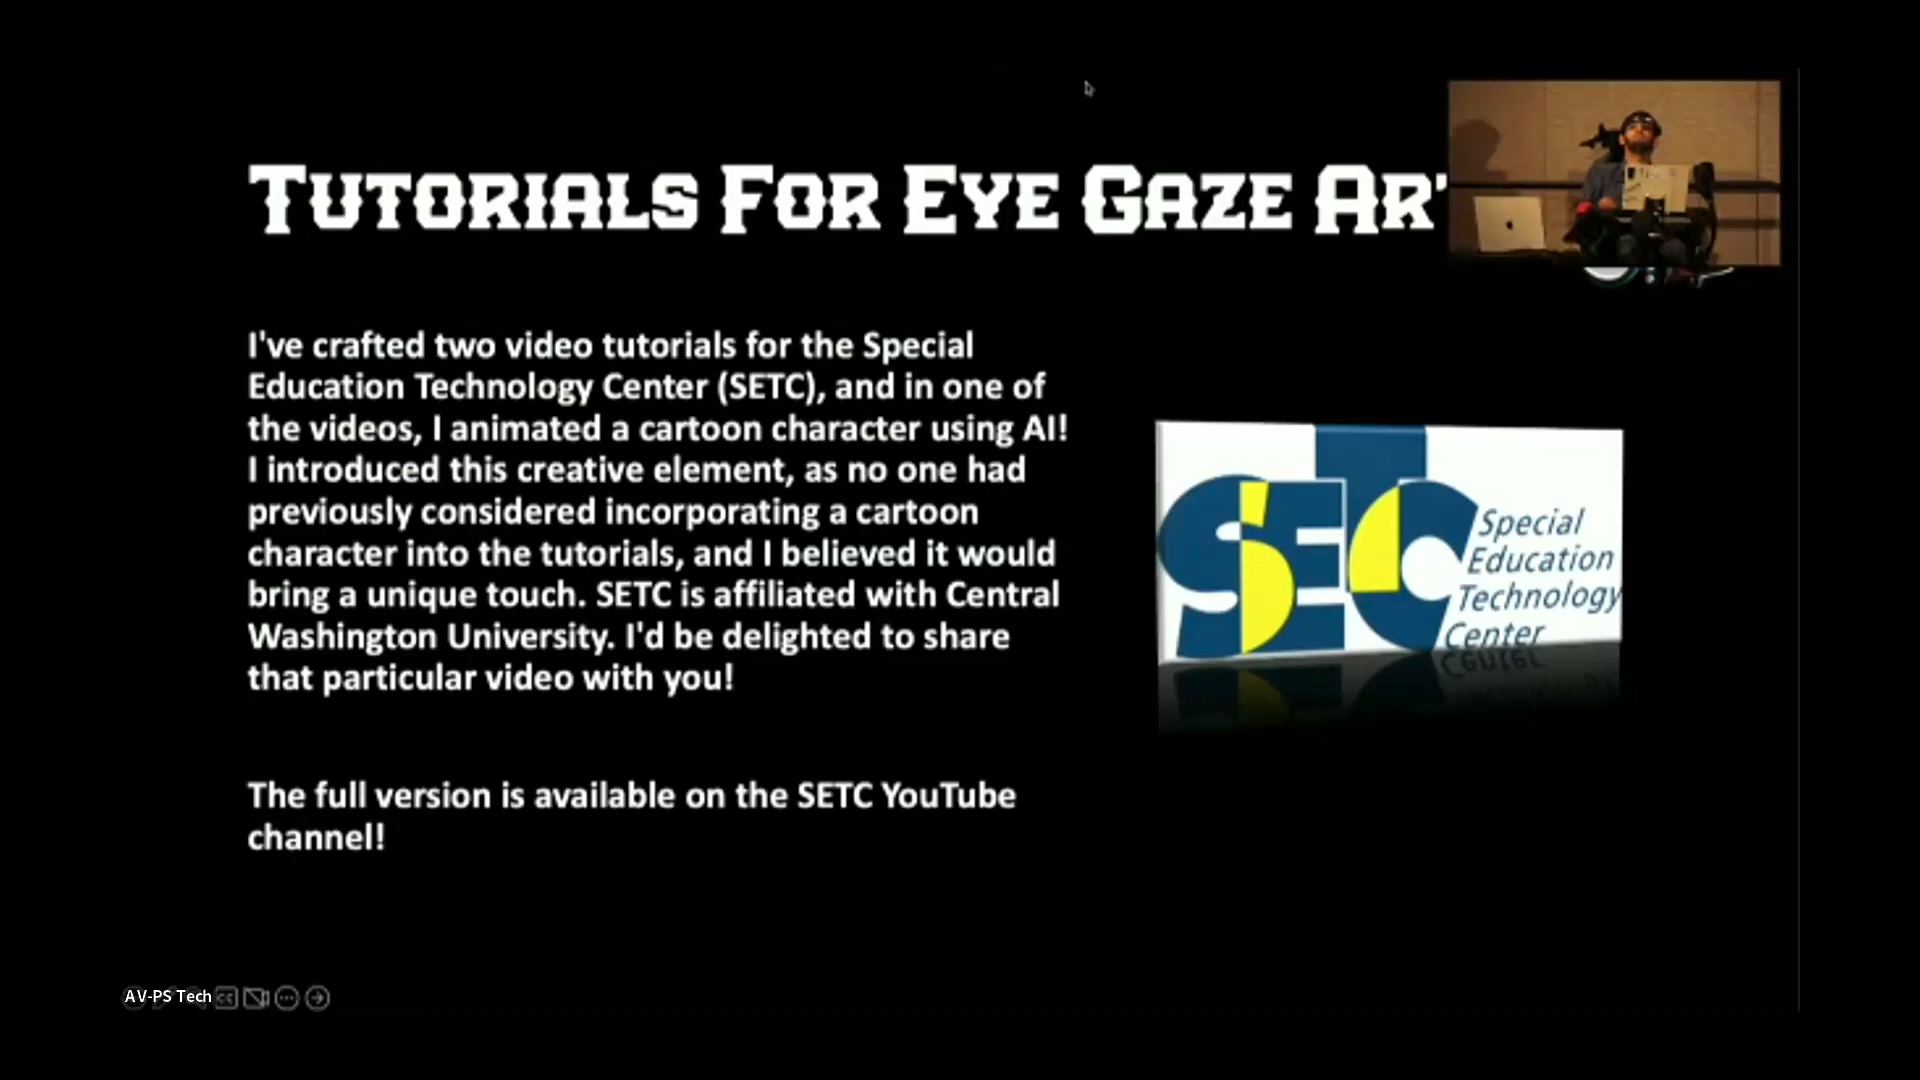 TUTORIALS FOR EYE GAZE
I've crafted two video tutorials for the Special
Education Technology Center (SETC), and in one of
the videos, I animated a cartoon character using AI!
I introduced this creative element, as no one had
previously considered incorporating a cartoon
character into the tutorials, and I believed it would
bring a unique touch. SETC is affiliated with Central
Washington University. I'd be delighted to share
that particular video with you!
The full version is available on the SETC YouTube
channel!
SETC
Special
Education
Technology
Center
AV-PS Tech